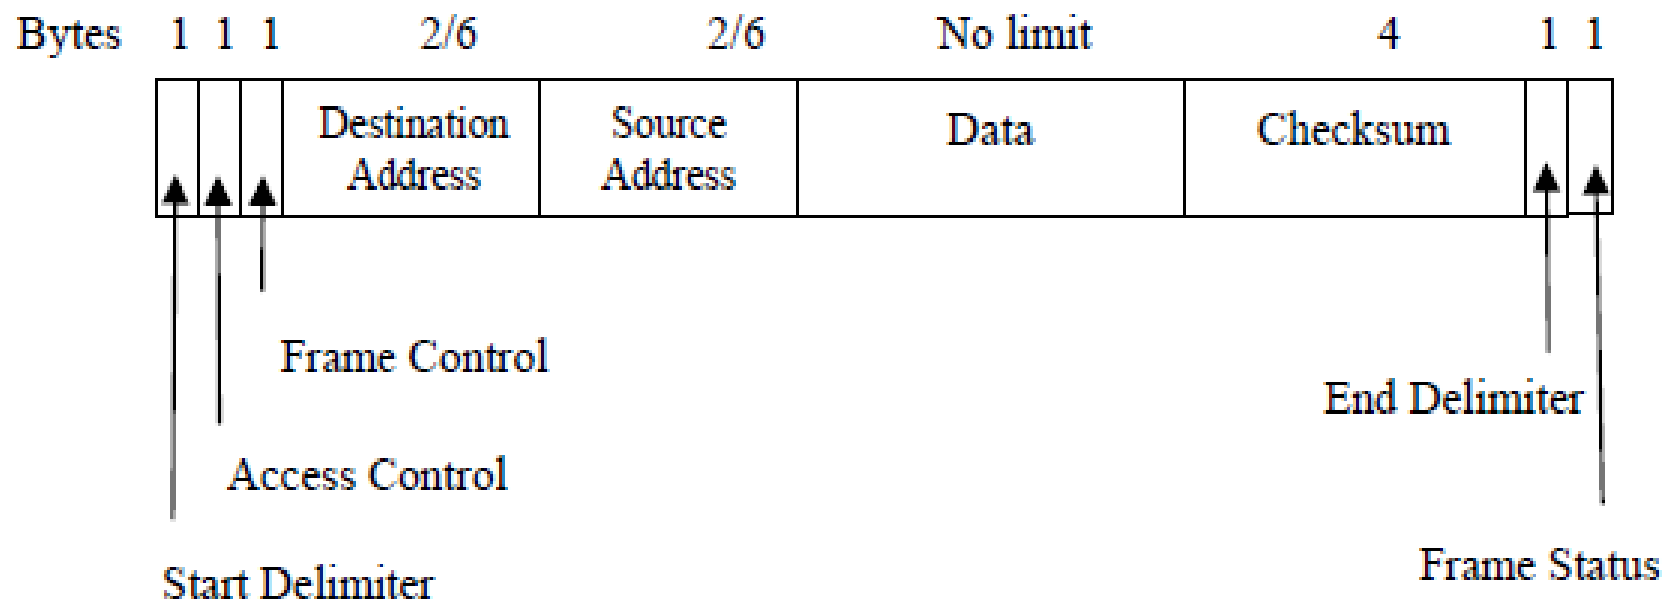 Bytes 1 1 1 2/6 2/6 No limit 4 1 1
Destination Address
Source Address
Data
Checksum
Frame Control
End Delimiter
Access Control
Frame Status
Start Delimiter